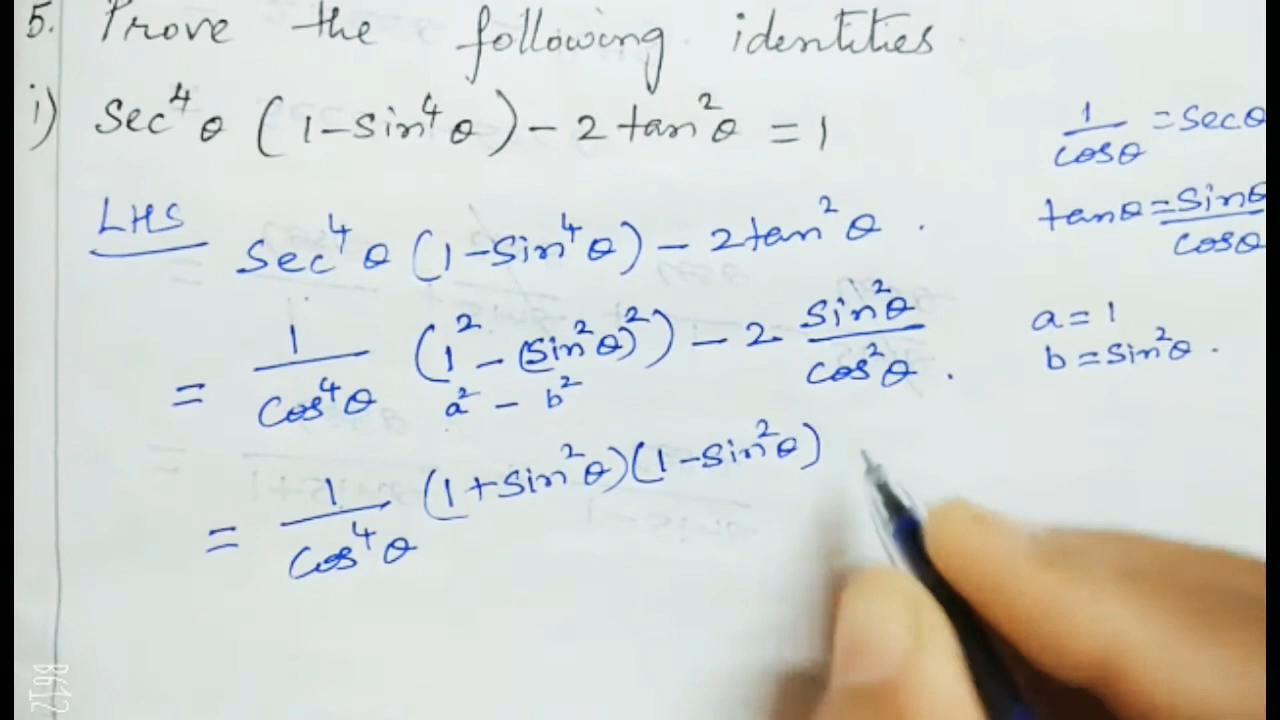 5. Prove the following identities
i) Sec⁴θ (1-sin⁴θ) - 2tan²θ = 1
1/cosθ = secθ
LHS Sec⁴θ (1-Sin⁴θ) - 2tan²θ.
tanθ = sinθ/cosθ
= 1/Cos⁴θ (1² - (Sin²θ)²) - 2. Sin²θ/cos²θ.
a² - b²
a = 1
b = Sin²θ.
= 1/Cos⁴θ (1+Sin²θ)(1-Sin²θ)
B612